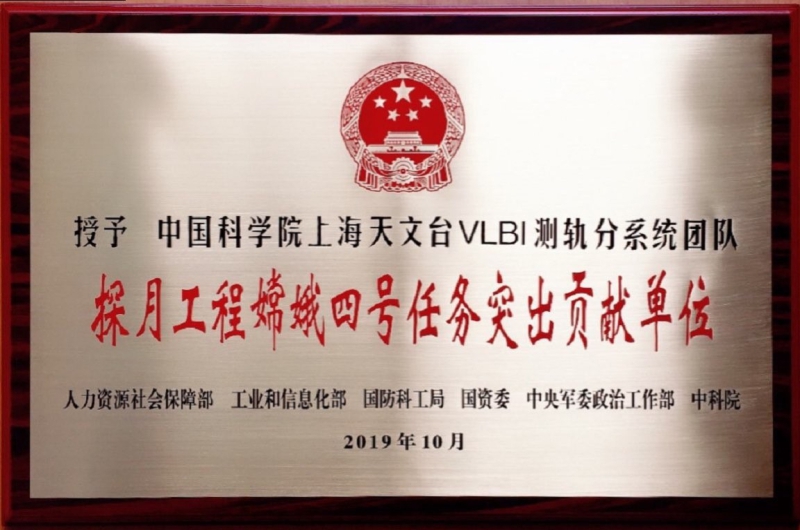 授予 中国科学院上海天文台VLBI测轨分系统团队
探月工程嫦娥四号任务突出贡献单位
人力资源社会保障部 工业和信息化部 国防科工局 国资委 中央军委政治工作部 中科院
2019年10月